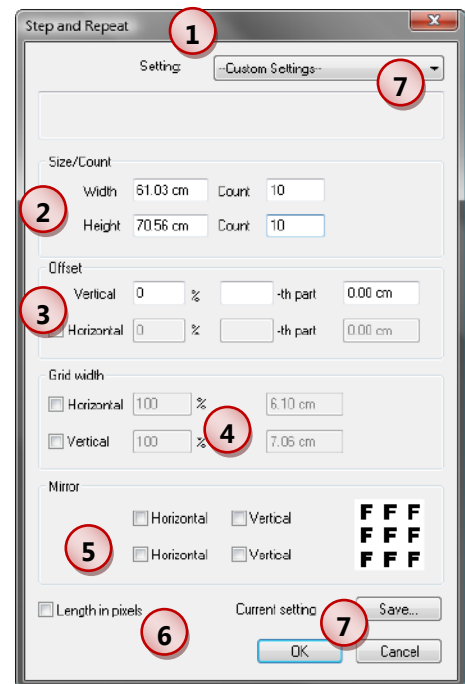 Step and Repeat
1
Setting: --Custom Settings--
7
Size/Count
2
Width 61.03 cm Count 10
Height 70.56 cm Count 10
Offset
3
Vertical 0 % -th part 0.00 cm
Horizontal 0 % -th part 0.00 cm
Grid width
Horizontal 100 % 6.10 cm
4
Vertical 100 % 7.06 cm
Mirror
5
Horizontal Vertical
Horizontal Vertical
F F F
F F F
F F F
Length in pixels
6
Current setting
7
Save...
OK Cancel